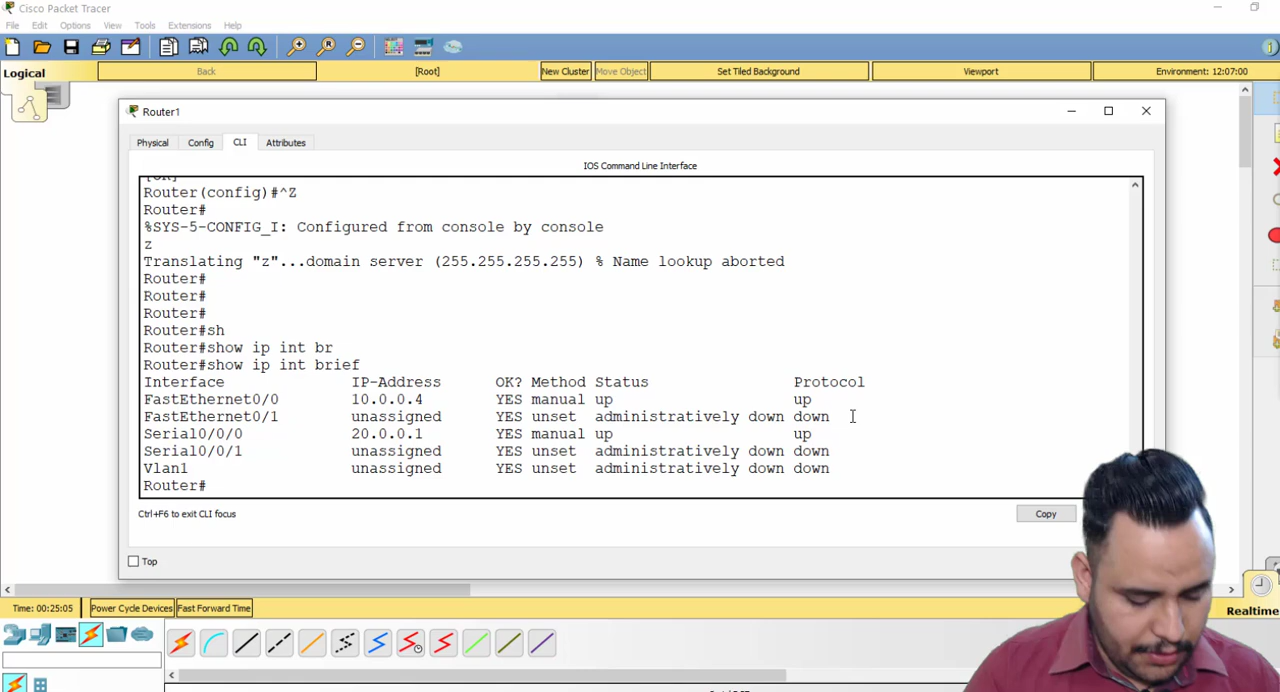 Cisco Packet Tracer
File Edit Options View Tools Extensions Help
Logical Back [Root] New Cluster Move Object Set Tiled Background Viewport Environment: 12:07:00
Router1
Physical Config CLI Attributes
IOS Command Line Interface
[OK]
Router(config)#^Z
Router#
%SYS-5-CONFIG_I: Configured from console by console
z
Translating "z"...domain server (255.255.255.255) % Name lookup aborted
Router#
Router#
Router#
Router#sh
Router#show ip int br
Router#show ip int brief
Interface IP-Address OK? Method Status Protocol
FastEthernet0/0 10.0.0.4 YES manual up up
FastEthernet0/1 unassigned YES unset administratively down down
Serial0/0/0 20.0.0.1 YES manual up up
Serial0/0/1 unassigned YES unset administratively down down
Vlan1 unassigned YES unset administratively down down
Router#
Ctrl+F6 to exit CLI focus Copy
Top
Time: 00:25:05 Power Cycle Devices Fast Forward Time Realtime